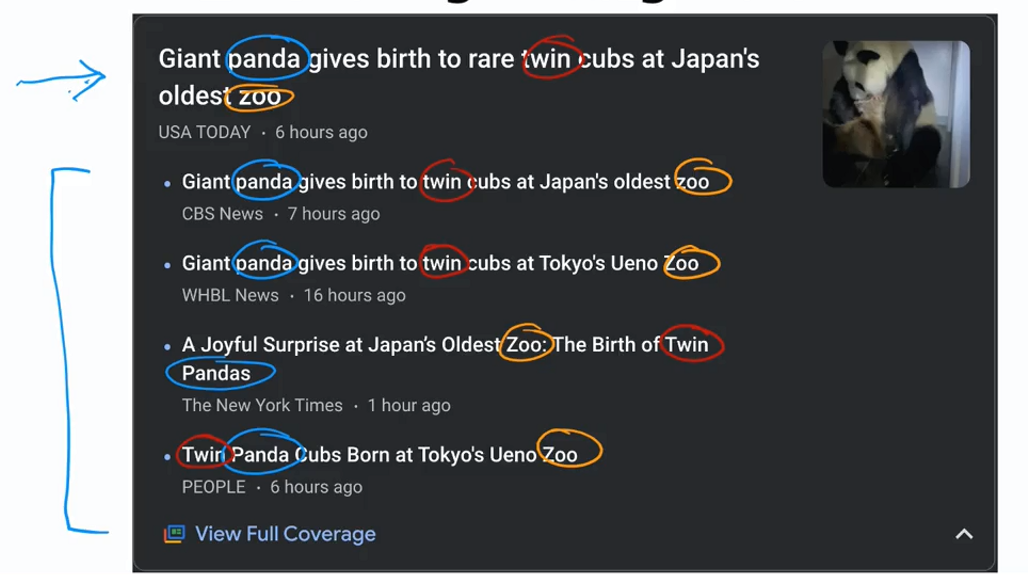 Giant panda gives birth to rare twin cubs at Japan's
oldest zoo
USA TODAY · 6 hours ago
• Giant panda gives birth to twin cubs at Japan's oldest zoo
CBS News · 7 hours ago
• Giant panda gives birth to twin cubs at Tokyo's Ueno Zoo
WHBL News · 16 hours ago
• A Joyful Surprise at Japan’s Oldest Zoo: The Birth of Twin
Pandas
The New York Times · 1 hour ago
• Twin Panda Cubs Born at Tokyo's Ueno Zoo
PEOPLE · 6 hours ago
View Full Coverage